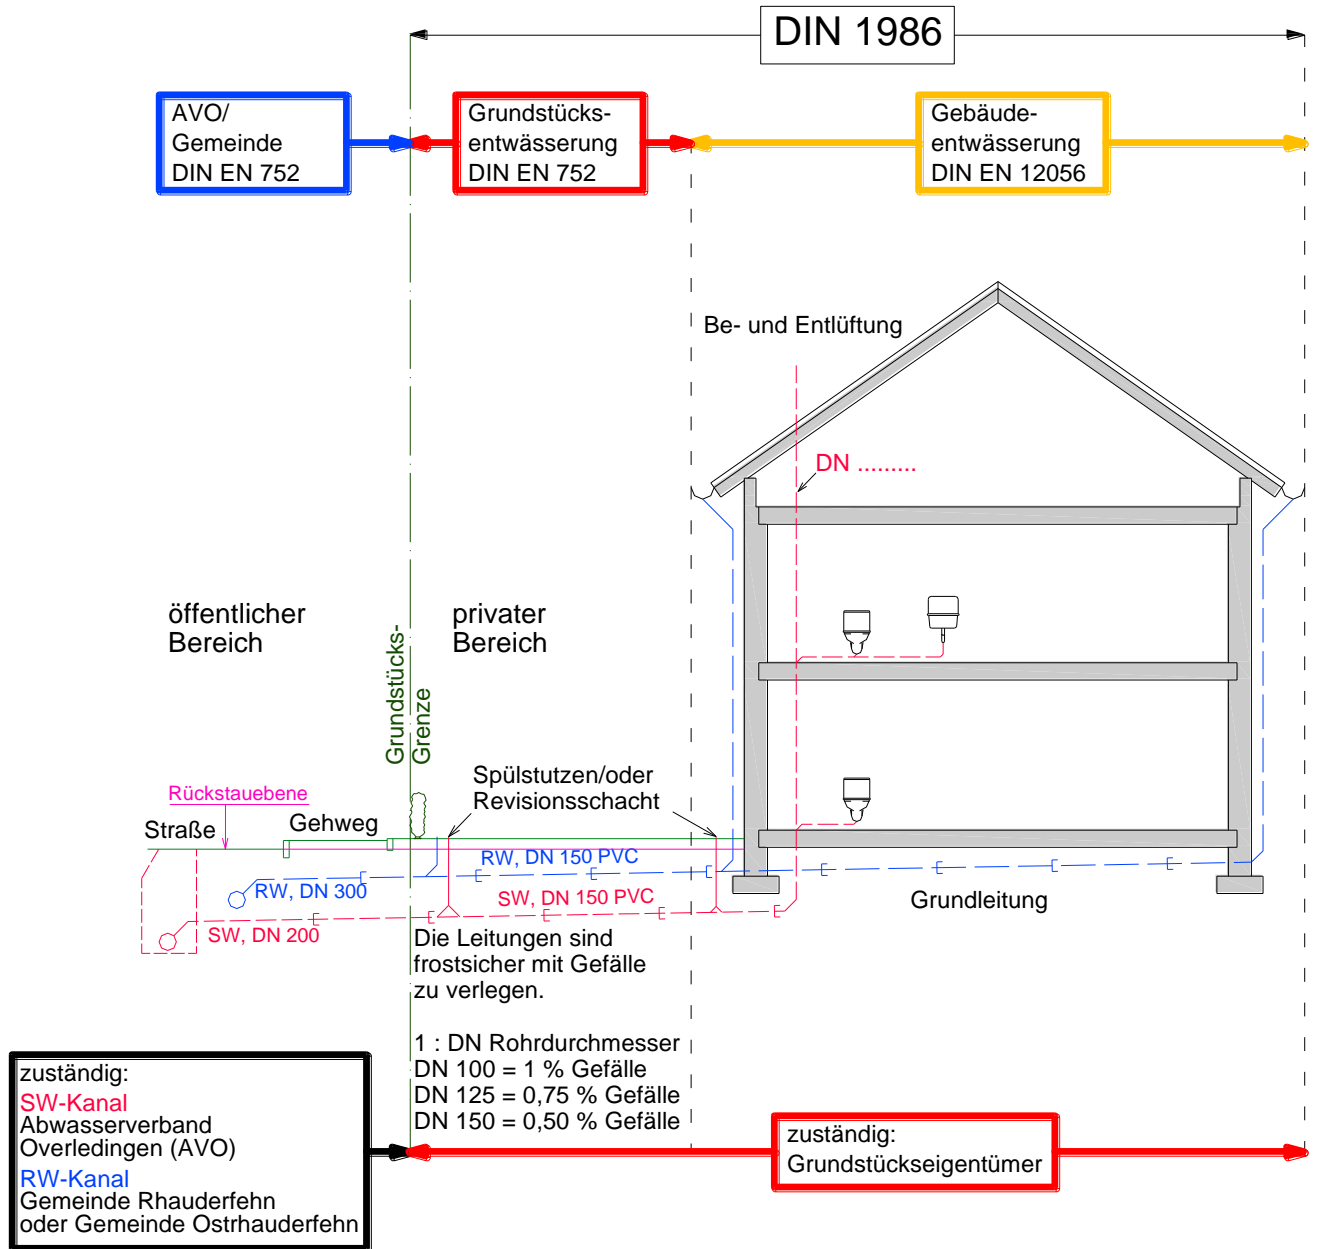 DIN 1986
AVO/
Gemeinde
DIN EN 752
Grundstücks-
entwässerung
DIN EN 752
Gebäude-
entwässerung
DIN EN 12056
Be- und Entlüftung
DN .........
öffentlicher
Bereich
privater
Bereich
Grundstücks-
Grenze
Spülstutzen/oder
Revisionsschacht
Rückstauebene
Straße
Gehweg
RW, DN 150 PVC
RW, DN 300
SW, DN 150 PVC
SW, DN 200
Grundleitung
Die Leitungen sind
frostsicher mit Gefälle
zu verlegen.
1 : DN Rohrdurchmesser
DN 100 = 1 % Gefälle
DN 125 = 0,75 % Gefälle
DN 150 = 0,50 % Gefälle
zuständig:
SW-Kanal
Abwasserverband
Overledingen (AVO)
RW-Kanal
Gemeinde Rhauderfehn
oder Gemeinde Ostrhauderfehn
zuständig:
Grundstückseigentümer